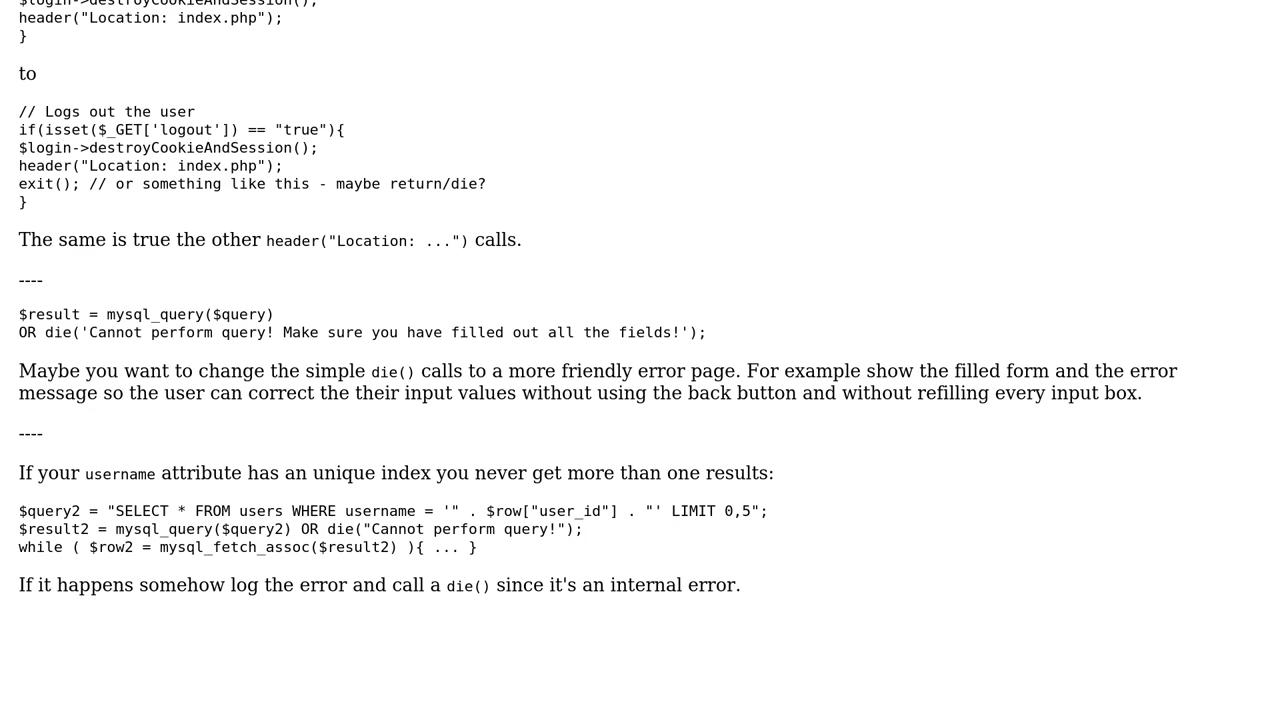 $login->destroyCookieAndSession();
header("Location: index.php");
}
to
// Logs out the user
if(isset($_GET['logout']) == "true"){
$login->destroyCookieAndSession();
header("Location: index.php");
exit(); // or something like this - maybe return/die?
}
The same is true the other header("Location: ...") calls.
----
$result = mysql_query($query)
OR die('Cannot perform query! Make sure you have filled out all the fields!');
Maybe you want to change the simple die() calls to a more friendly error page. For example show the filled form and the error
message so the user can correct the their input values without using the back button and without refilling every input box.
----
If your username attribute has an unique index you never get more than one results:
$query2 = "SELECT * FROM users WHERE username = '" . $row["user_id"] . "' LIMIT 0,5";
$result2 = mysql_query($query2) OR die("Cannot perform query!");
while ( $row2 = mysql_fetch_assoc($result2) ){ ... }
If it happens somehow log the error and call a die() since it's an internal error.